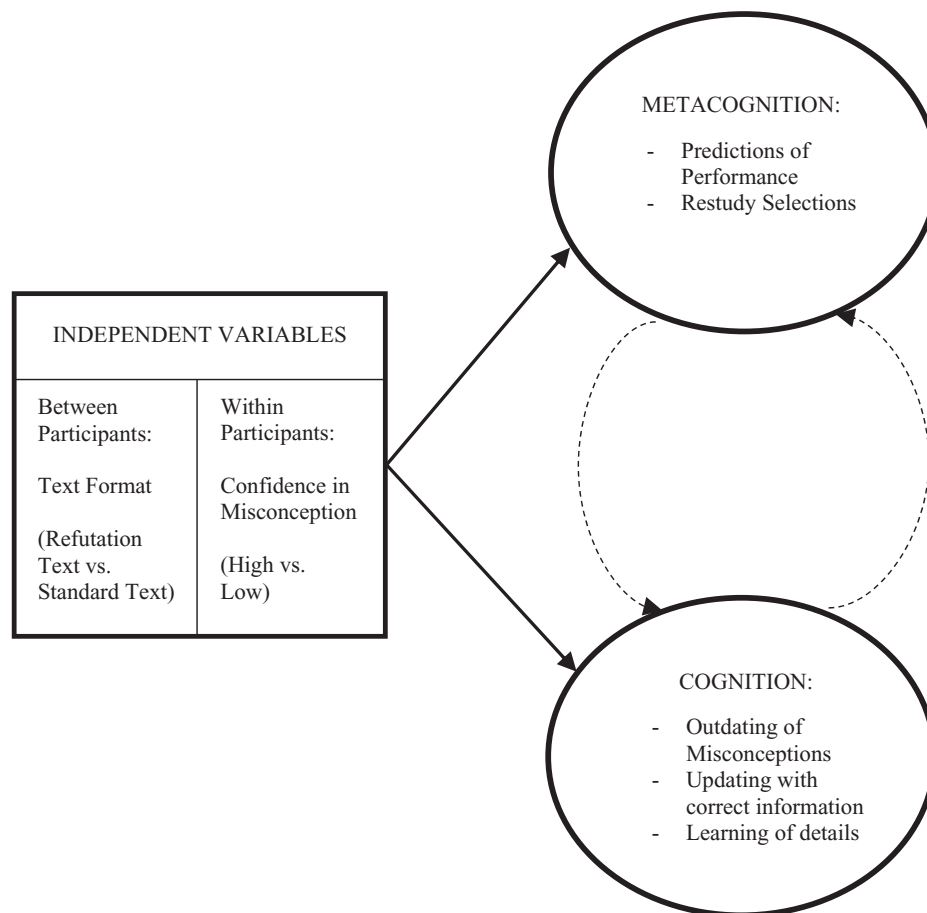 METACOGNITION:
- Predictions of
Performance
- Restudy Selections
INDEPENDENT VARIABLES
Between
Participants:
Text Format
(Refutation
Text vs.
Standard Text)
Within
Participants:
Confidence in
Misconception
(High vs.
Low)
COGNITION:
- Outdating of
Misconceptions
- Updating with
correct information
- Learning of details